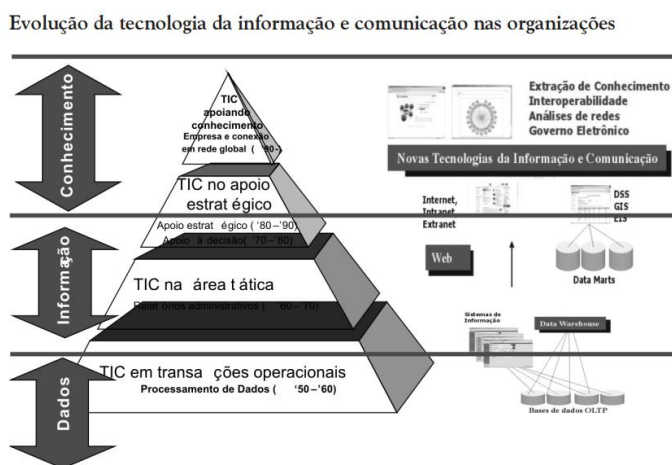 Evolução da tecnologia da informação e comunicação nas organizações
Conhecimento
TIC
apoiando
conhecimento
Empresa e conexão
em rede global ( '90-)
TIC no apoio
estrat égico
Apoio estrat égico ( '80–'90)
Apoio à decisão( '70–'80)
Informação
TIC na área t ática
Relat órios administrativos ( '60–'70)
Dados
TIC em transa ções operacionais
Processamento de Dados ( '50–'60)
Extração de Conhecimento
Interoperabilidade
Análises de redes
Governo Eletrônico
Novas Tecnologias da Informação e Comunicação
Internet,
Intranet
Extranet
DSS
GIS
EIS
Web
Data Marts
Sistemas de
Informação
Data Warehouse
Bases de dados OLTP